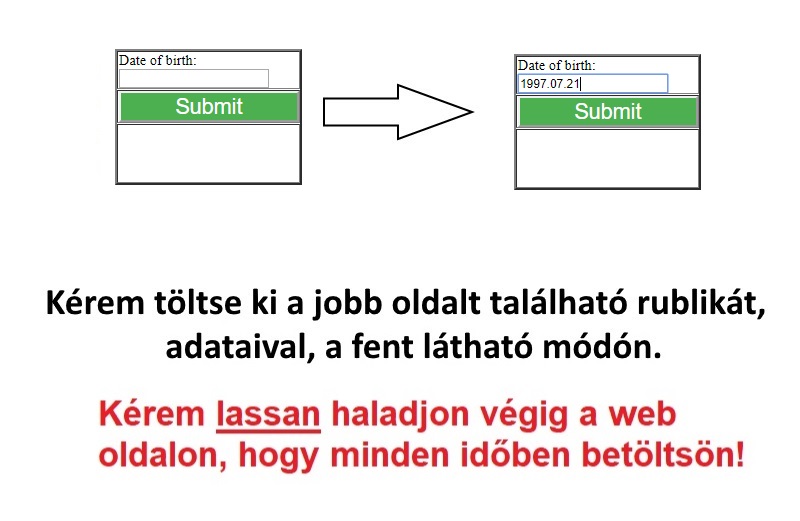 Date of birth:
Submit
Date of birth:
1997.07.21
Submit
Kérem töltse ki a jobb oldalt található rublikát,
adataival, a fent látható módón.
Kérem lassan haladjon végig a web
oldalon, hogy minden időben betöltsön!